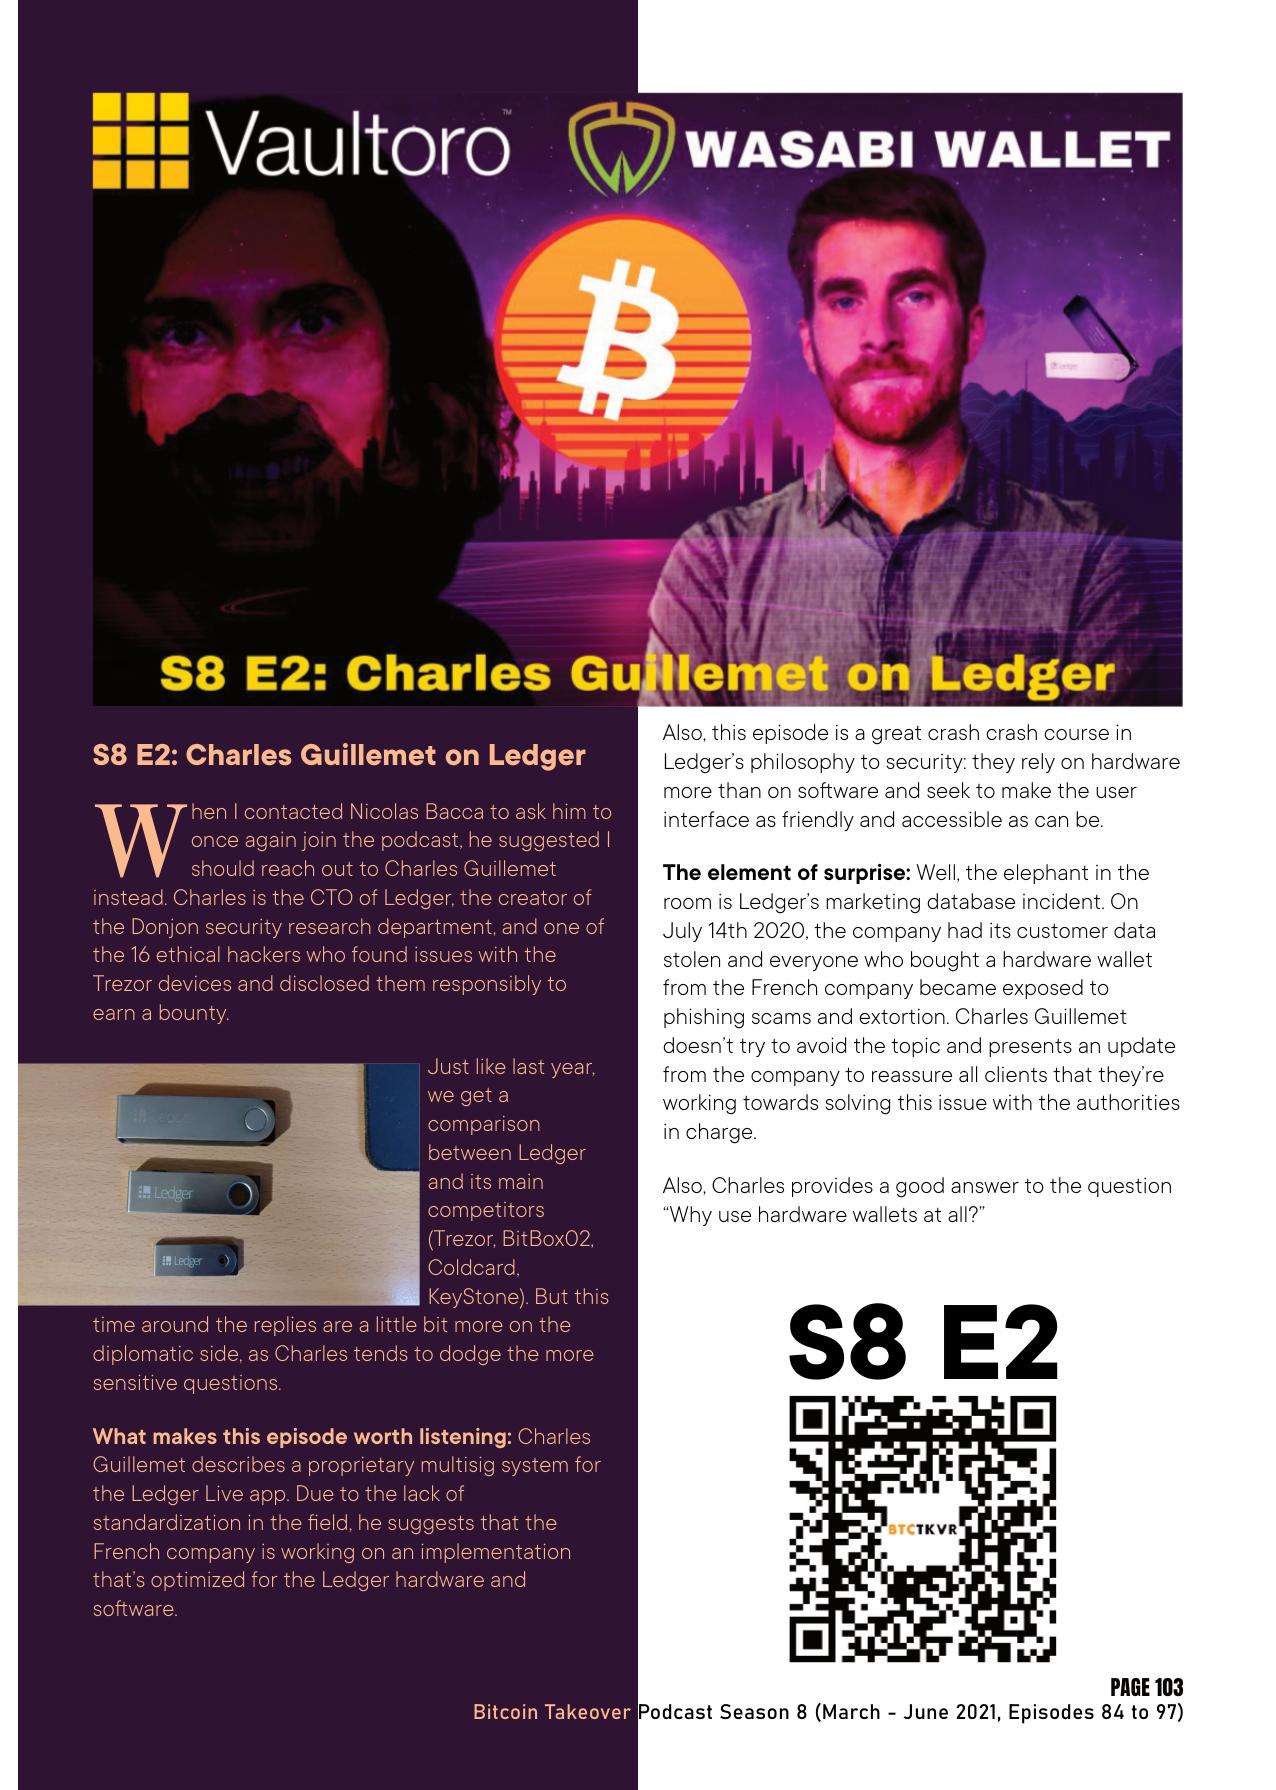 Vaultoro™
WASABI WALLET
Ledger
S8 E2: Charles Guillemet on Ledger
S8 E2: Charles Guillemet on Ledger
When I contacted Nicolas Bacca to ask him to
once again join the podcast, he suggested I
should reach out to Charles Guillemet
instead. Charles is the CTO of Ledger, the creator of
the Donjon security research department, and one of
the 16 ethical hackers who found issues with the
Trezor devices and disclosed them responsibly to
earn a bounty.
Ledger
Ledger
Ledger
Just like last year,
we get a
comparison
between Ledger
and its main
competitors
(Trezor, BitBox02,
Coldcard,
KeyStone). But this
time around the replies are a little bit more on the
diplomatic side, as Charles tends to dodge the more
sensitive questions.
What makes this episode worth listening: Charles
Guillemet describes a proprietary multisig system for
the Ledger Live app. Due to the lack of
standardization in the field, he suggests that the
French company is working on an implementation
that's optimized for the Ledger hardware and
software.
Also, this episode is a great crash crash course in
Ledger's philosophy to security: they rely on hardware
more than on software and seek to make the user
interface as friendly and accessible as can be.
The element of surprise: Well, the elephant in the
room is Ledger's marketing database incident. On
July 14th 2020, the company had its customer data
stolen and everyone who bought a hardware wallet
from the French company became exposed to
phishing scams and extortion. Charles Guillemet
doesn't try to avoid the topic and presents an update
from the company to reassure all clients that they're
working towards solving this issue with the authorities
in charge.
Also, Charles provides a good answer to the question
“Why use hardware wallets at all?”
S8 E2
BTCTKVR
PAGE 103
Bitcoin Takeover Podcast Season 8 (March - June 2021, Episodes 84 to 97)